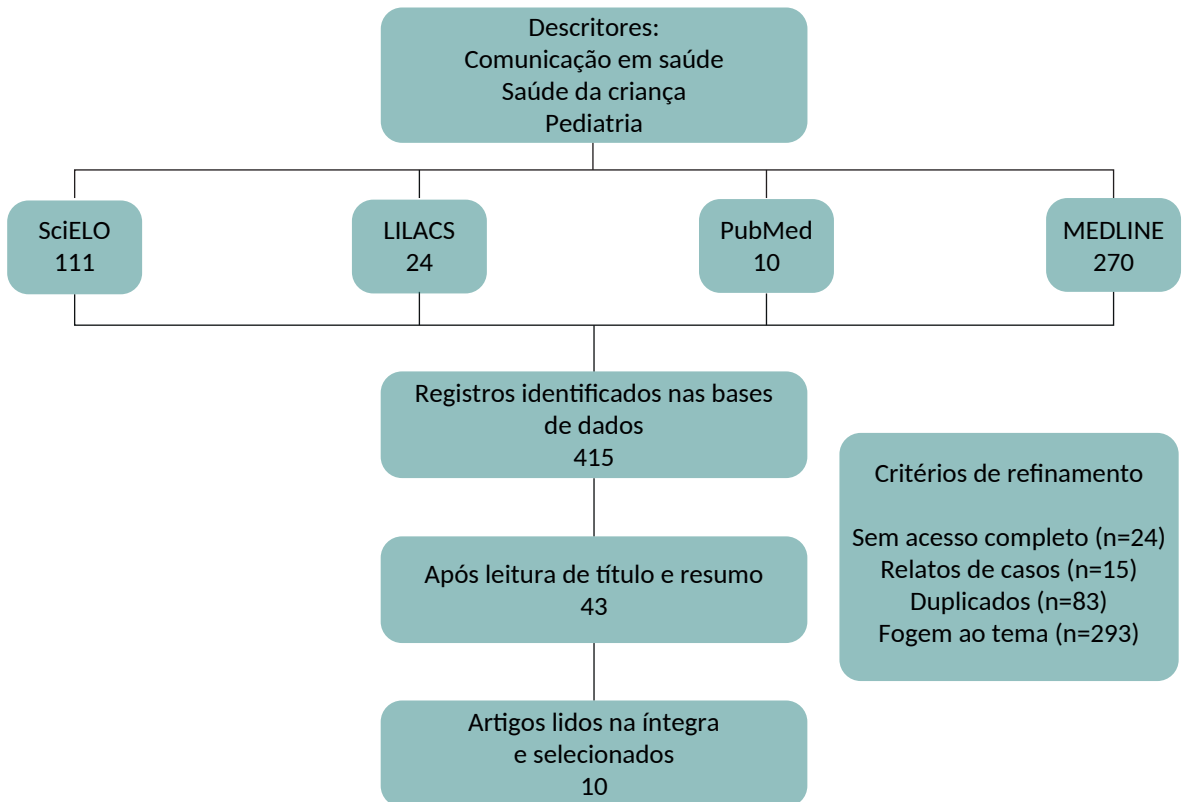 Descritores:
Comunicação em saúde
Saúde da criança
Pediatria
SciELO
111
LILACS
24
PubMed
10
MEDLINE
270
Registros identificados nas bases
de dados
415
Critérios de refinamento
Sem acesso completo (n=24)
Relatos de casos (n=15)
Duplicados (n=83)
Fogem ao tema (n=293)
Após leitura de título e resumo
43
Artigos lidos na íntegra
e selecionados
10